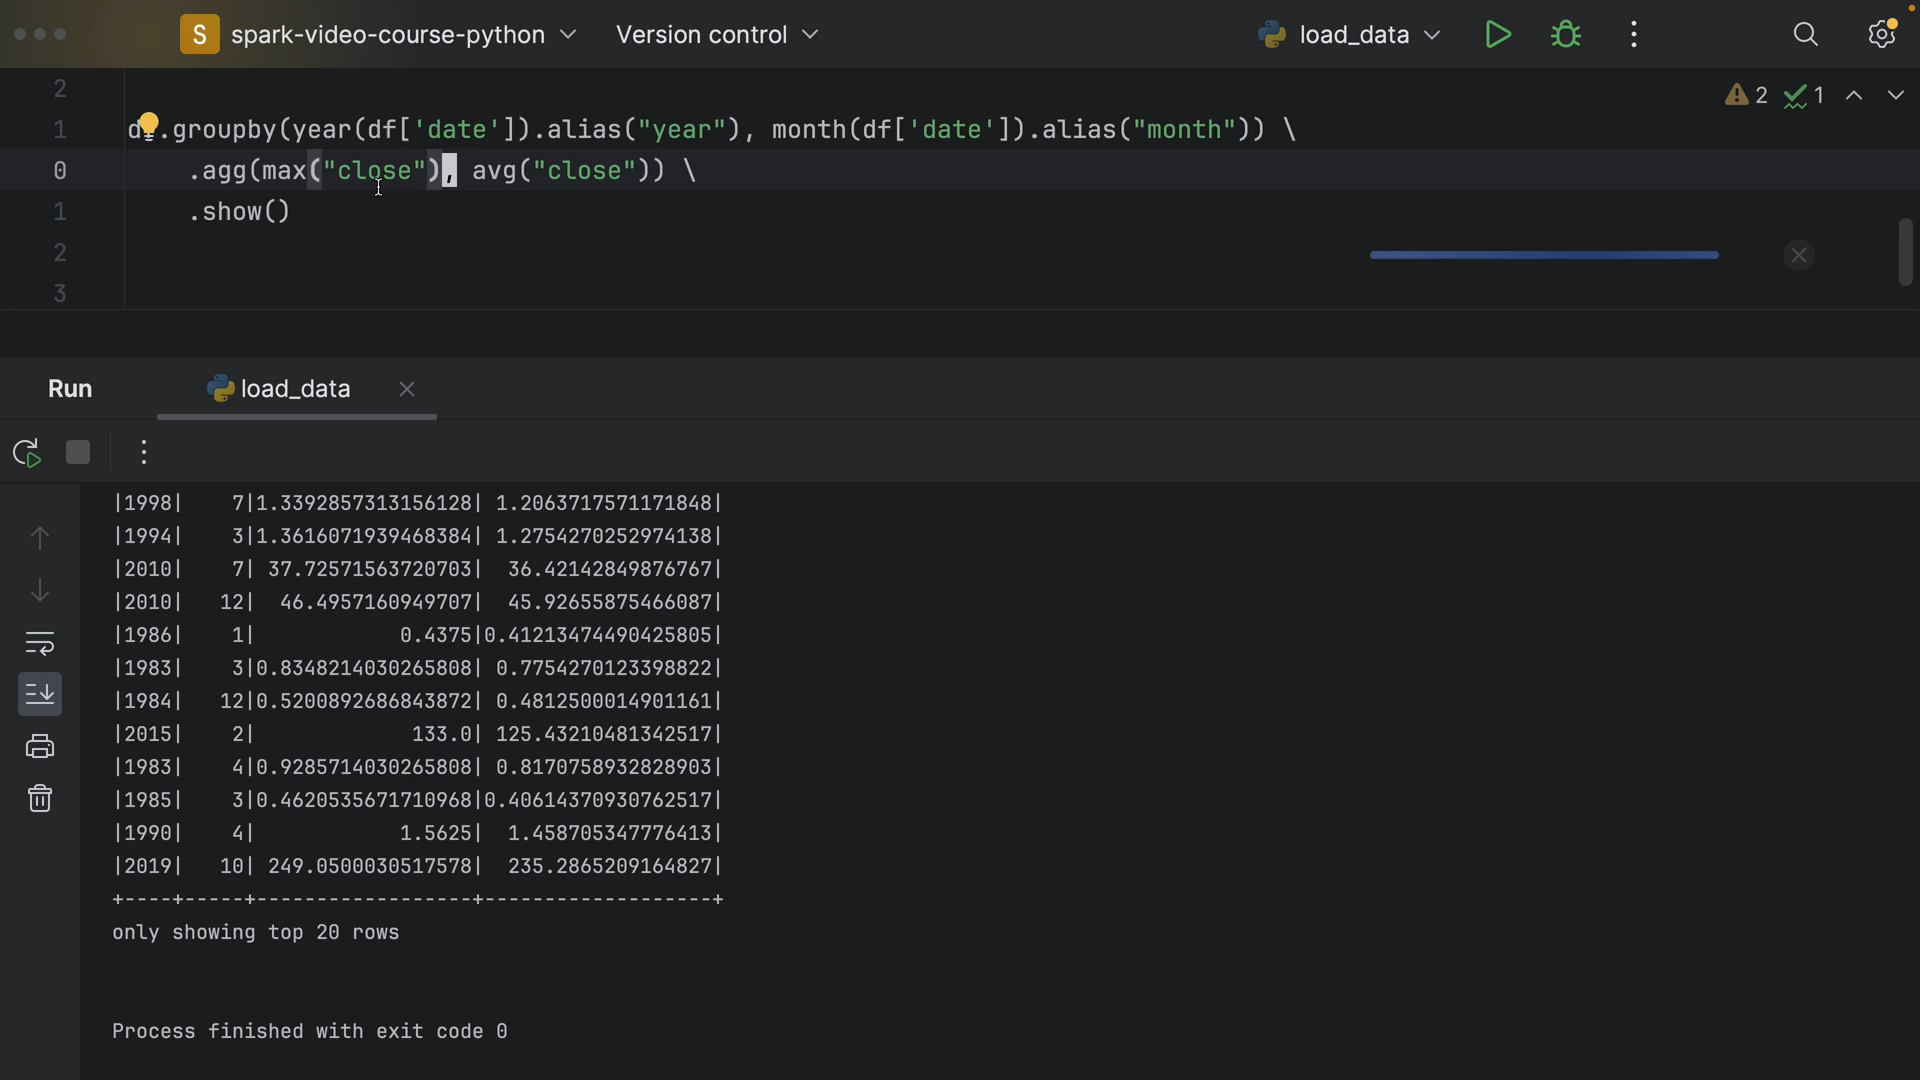 S spark-video-course-python Version control load_data
2 1
2
1 df.groupby(year(df['date']).alias("year"), month(df['date']).alias("month")) \
0 .agg(max("close"), avg("close")) \
1 .show()
2
3
Run load_data
|1998|    7|1.3392857313156128| 1.2063717571171848|
|1994|    3|1.3616071939468384| 1.2754270252974138|
|2010|    7| 37.72571563720703|  36.42142849876767|
|2010|   12|  46.4957160949707|  45.92655875466087|
|1986|    1|            0.4375|0.41213474490425805|
|1983|    3|0.8348214030265808| 0.7754270123398822|
|1984|   12|0.5200892686843872| 0.4812500014901161|
|2015|    2|             133.0| 125.43210481342517|
|1983|    4|0.9285714030265808| 0.8170758932828903|
|1985|    3|0.4620535671710968|0.40614370930762517|
|1990|    4|            1.5625|  1.458705347776413|
|2019|   10| 249.0500030517578|  235.2865209164827|
+----+-----+------------------+-------------------+
only showing top 20 rows
Process finished with exit code 0